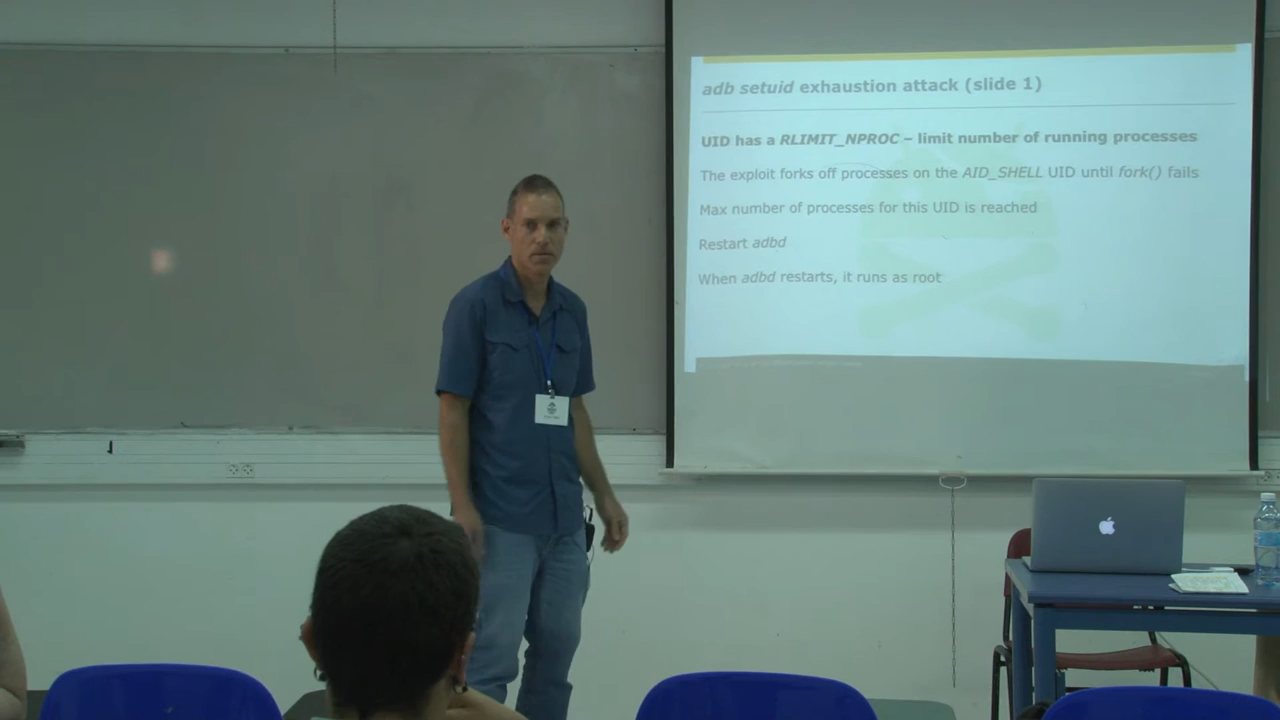 adb setuid exhaustion attack (slide 1)
UID has a RLIMIT_NPROC – limit number of running processes
The exploit forks off processes on the AID_SHELL UID until fork() fails
Max number of processes for this UID is reached
Restart adbd
When adbd restarts, it runs as root